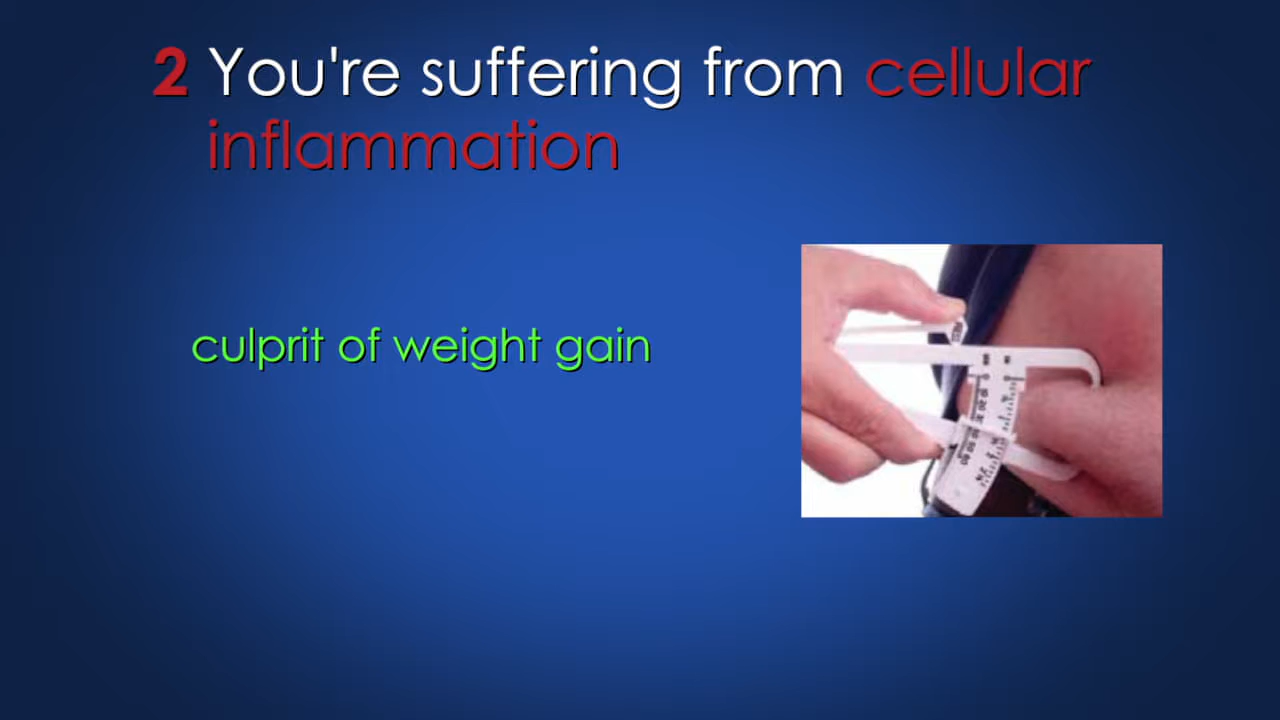 2 You're suffering from cellular
inflammation
culprit of weight gain